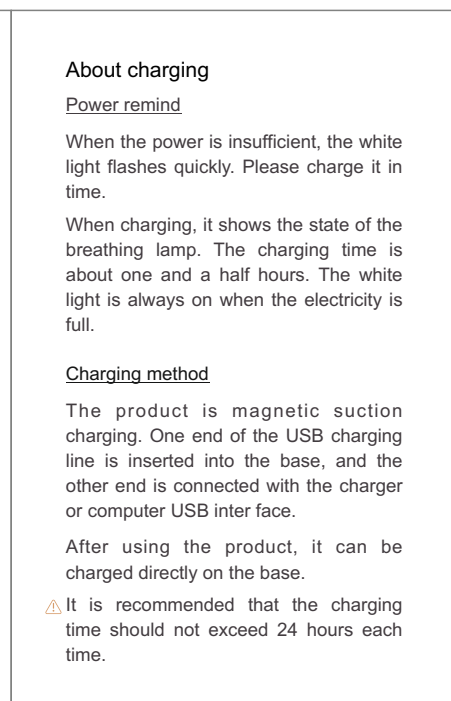 About charging
Power remind
When the power is insufficient, the white
light flashes quickly. Please charge it in
time.
When charging, it shows the state of the
breathing lamp. The charging time is
about one and a half hours. The white
light is always on when the electricity is
full.
Charging method
The product is magnetic suction
charging. One end of the USB charging
line is inserted into the base, and the
other end is connected with the charger
or computer USB inter face.
After using the product, it can be
charged directly on the base.
It is recommended that the charging
time should not exceed 24 hours each
time.